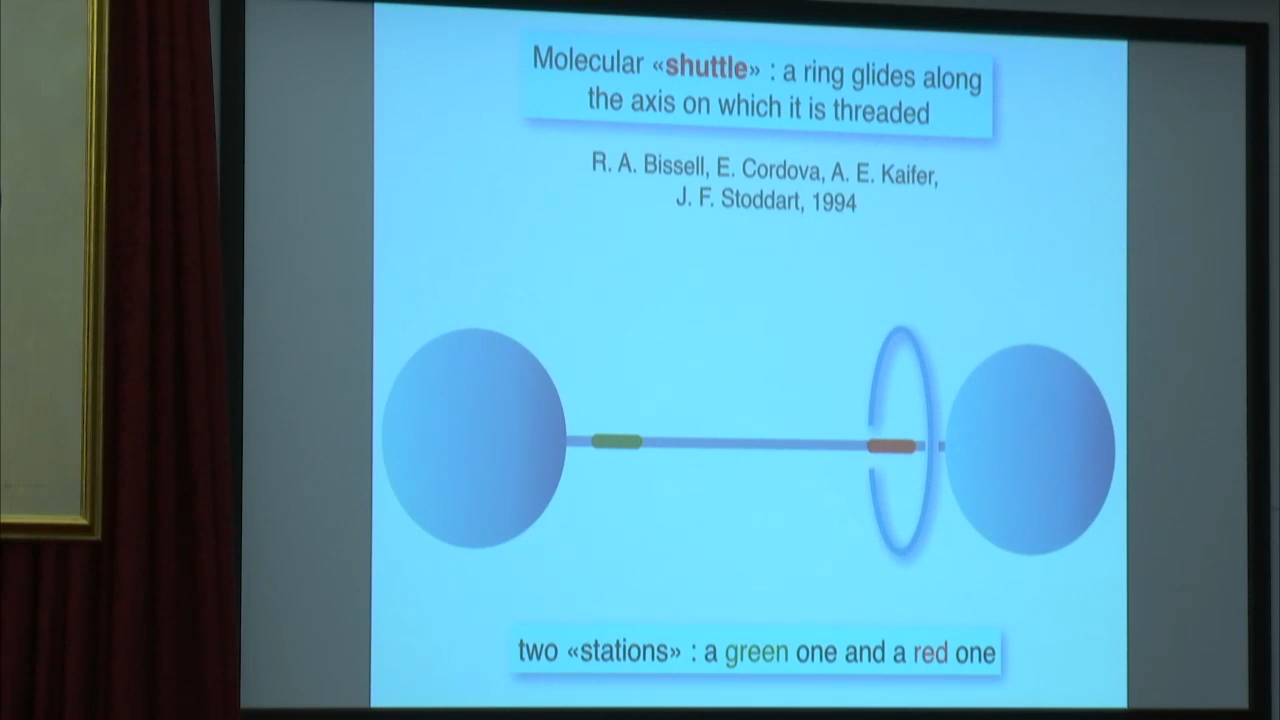 Molecular «shuttle» : a ring glides along
the axis on which it is threaded
R. A. Bissell, E. Cordova, A. E. Kaifer,
J. F. Stoddart, 1994
two «stations» : a green one and a red one